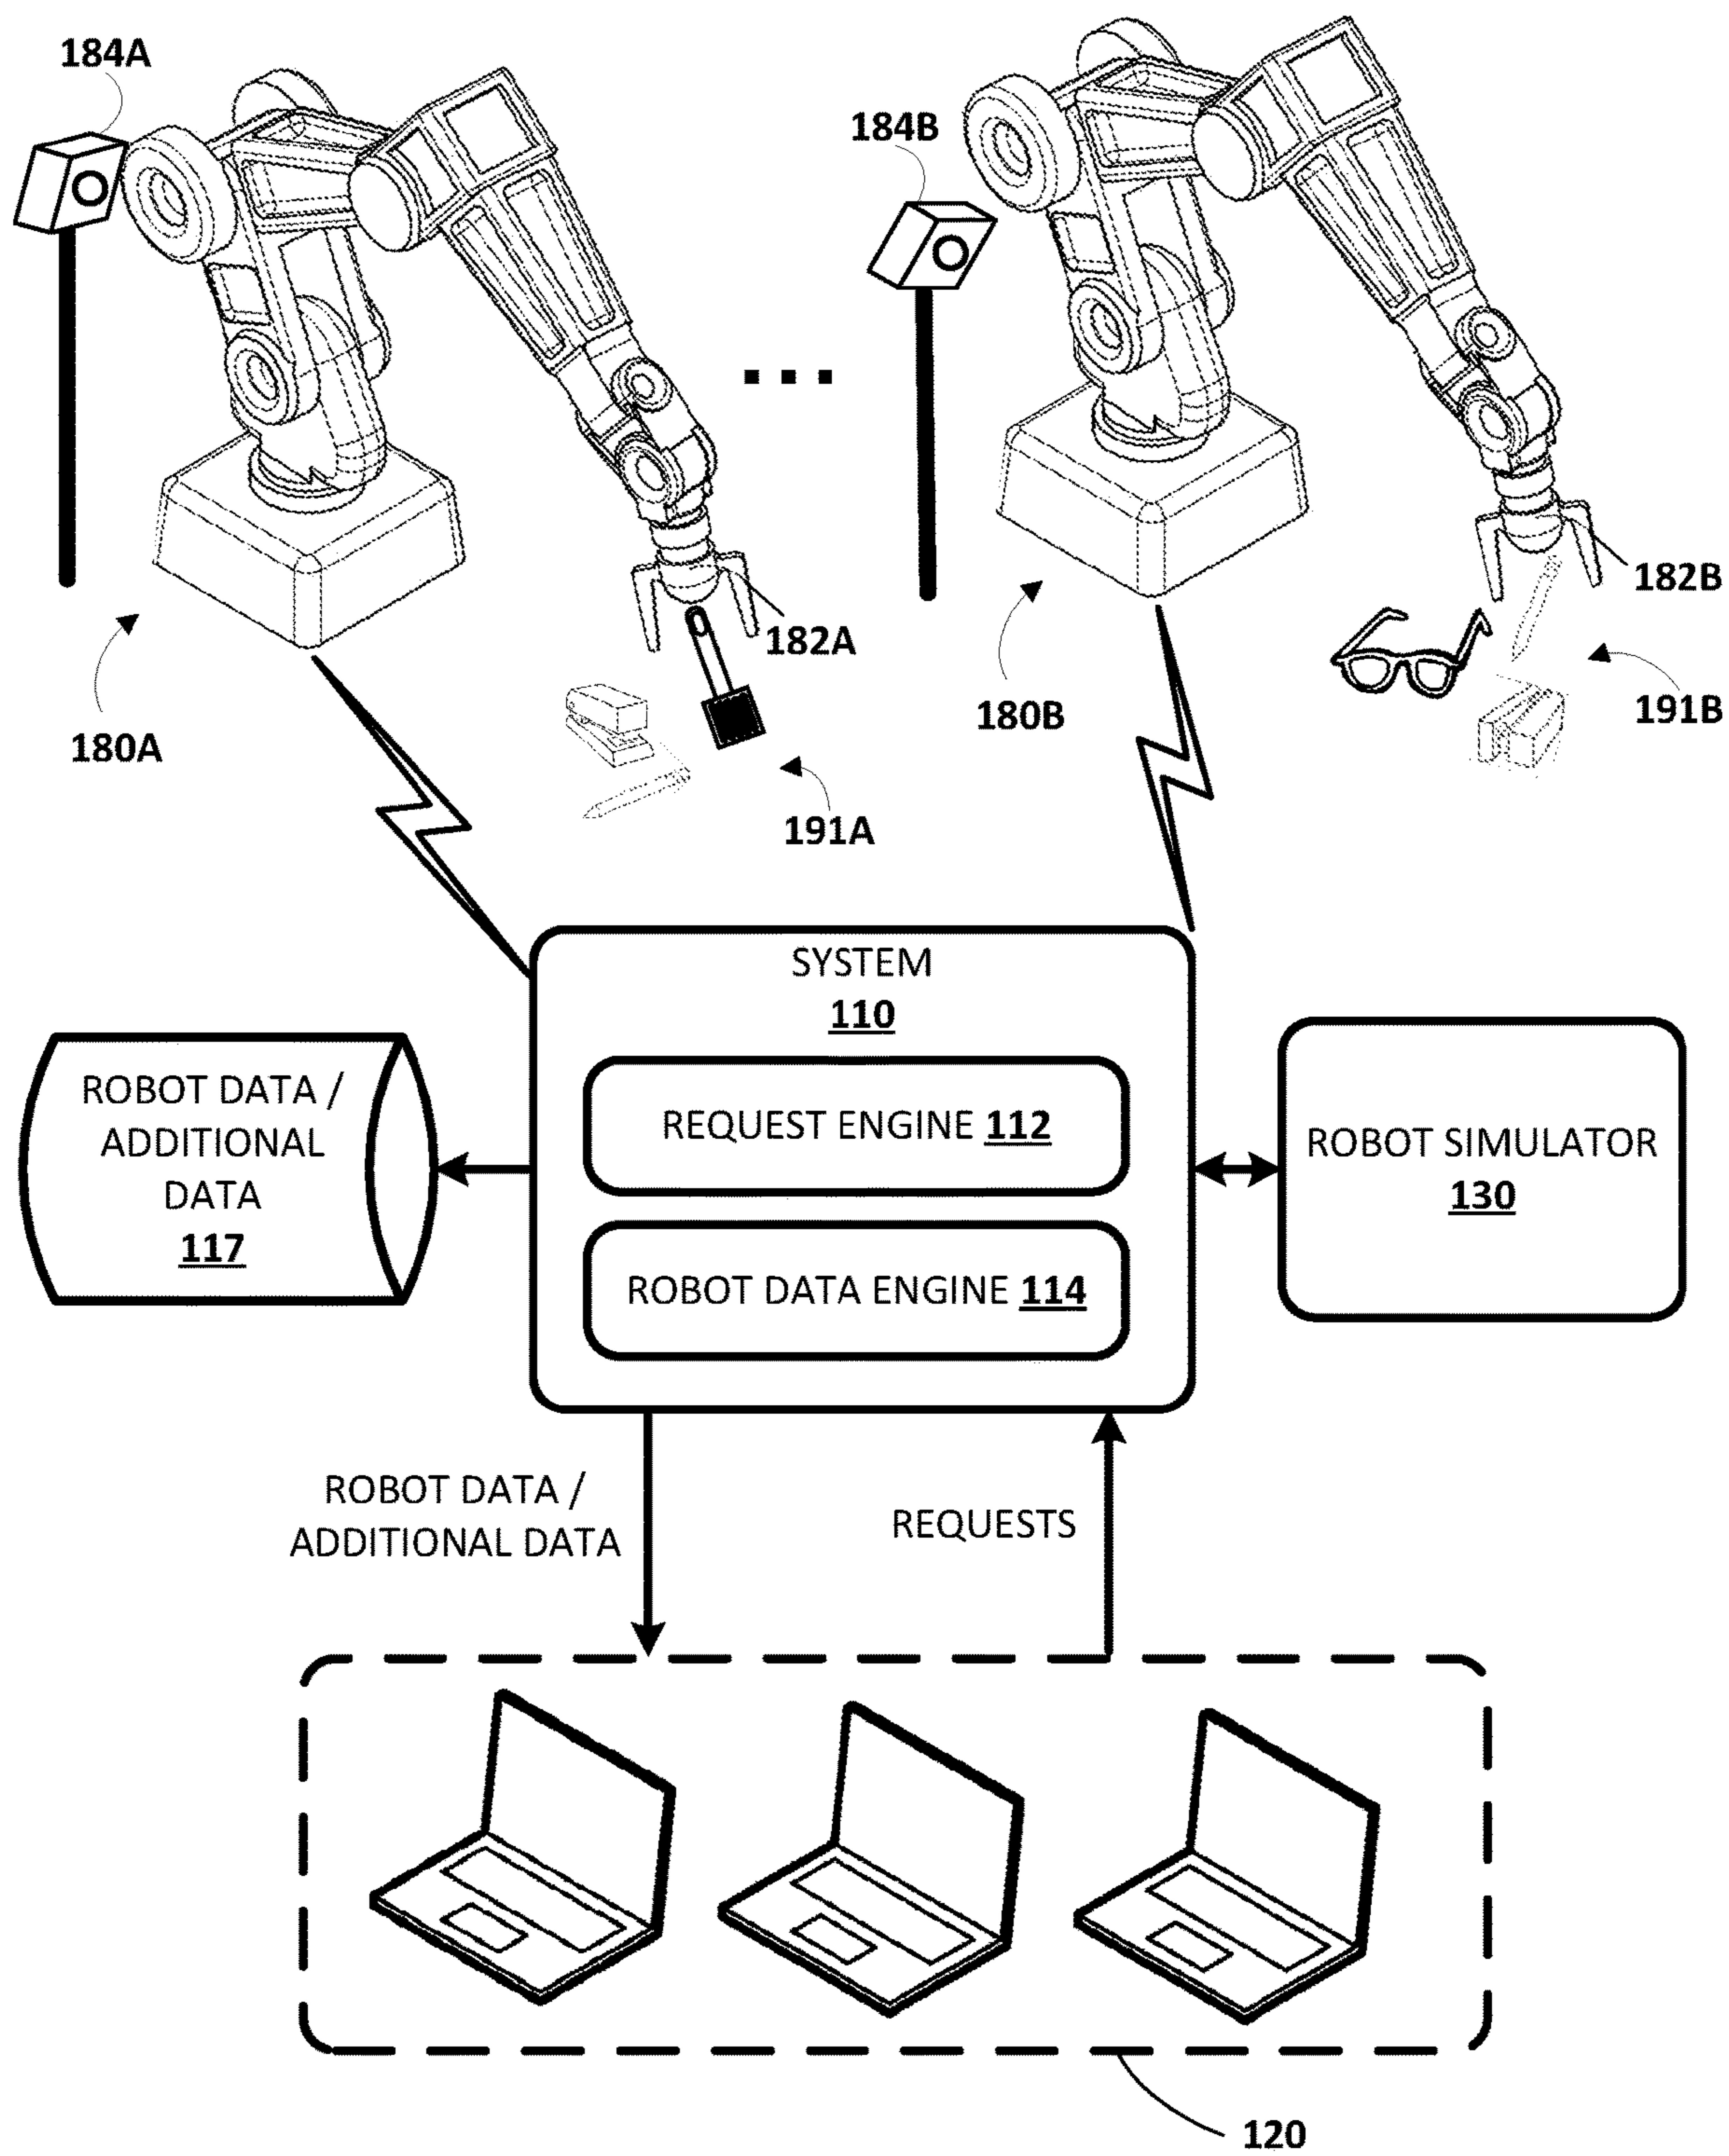 184A
184B
182A
182B
180A
180B
191B
191A
SYSTEM
110
ROBOT DATA /
ADDITIONAL
DATA
117
REQUEST ENGINE 112
ROBOT SIMULATOR
130
ROBOT DATA ENGINE 114
ROBOT DATA /
ADDITIONAL DATA
REQUESTS
120